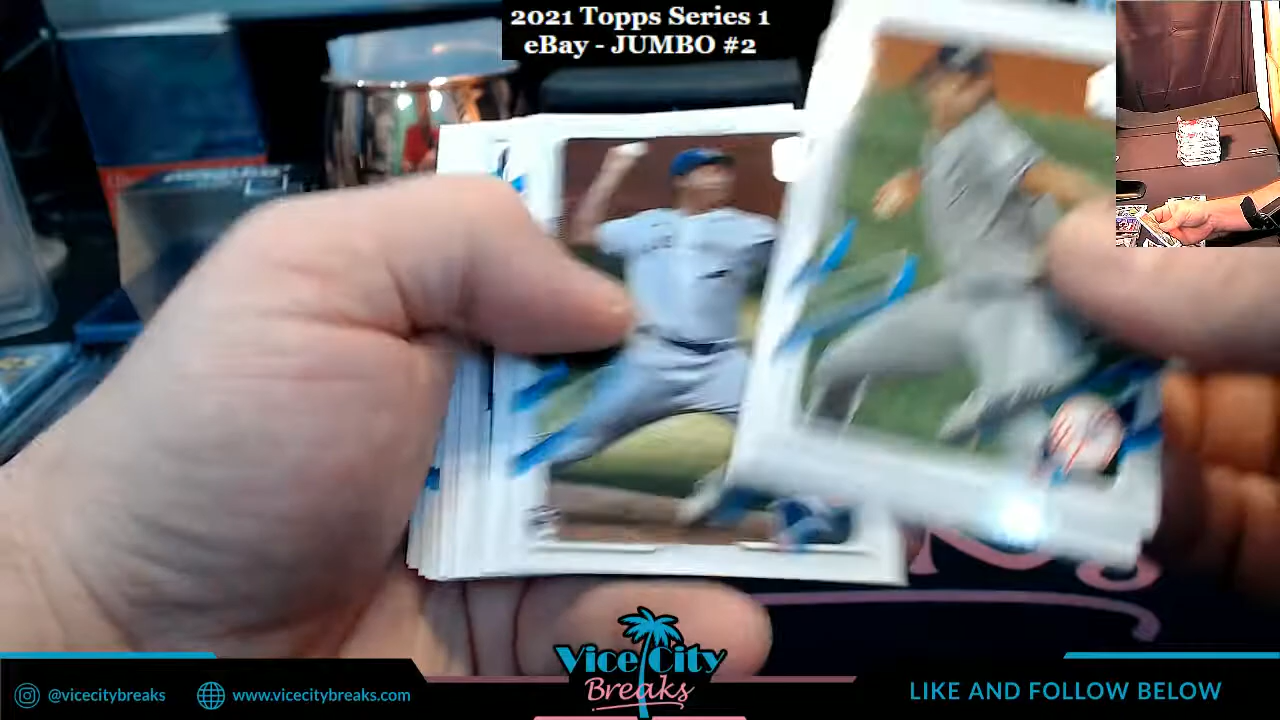 2021 Topps Series 1
eBay - JUMBO #2
Vice City
Breaks
@vicecitybreaks
www.vicecitybreaks.com
LIKE AND FOLLOW BELOW